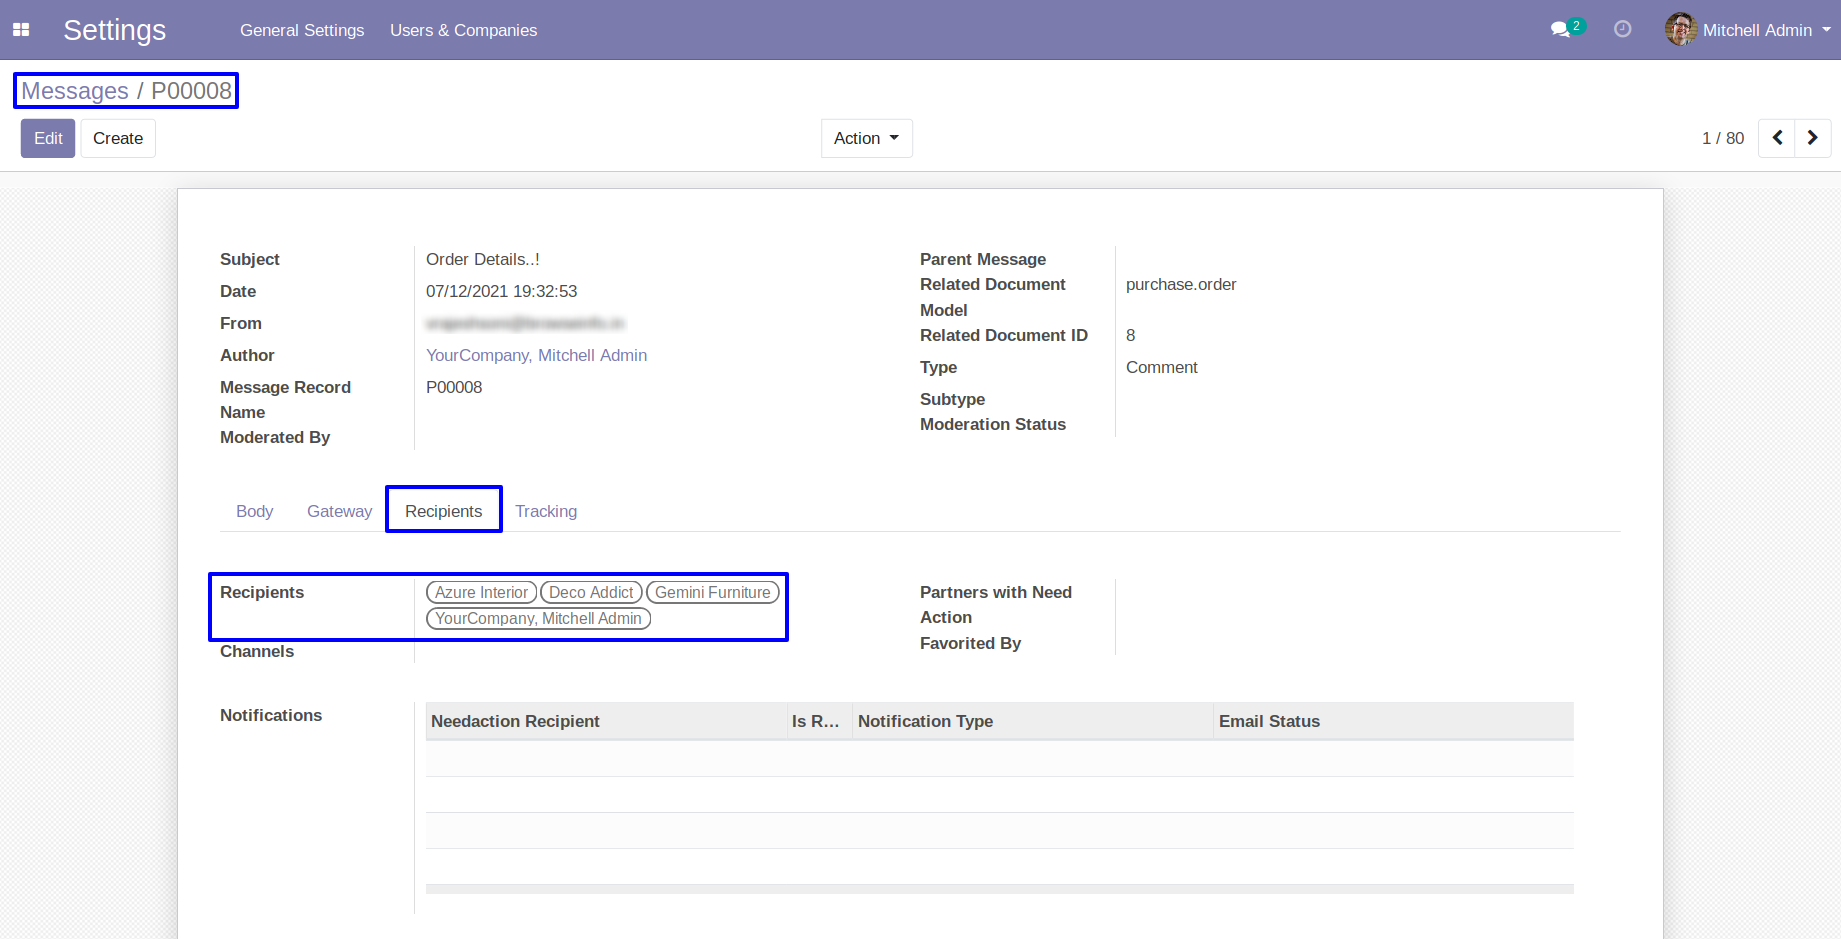 Settings General Settings Users & Companies 2 Mitchell Admin
Messages / P00008
Edit Create Action 1 / 80
Subject Order Details..!
Date 07/12/2021 19:32:53
From
Author YourCompany, Mitchell Admin
Message Record Name P00008
Moderated By
Parent Message
Related Document Model purchase.order
Related Document ID 8
Type Comment
Subtype
Moderation Status
Body Gateway Recipients Tracking
Recipients Azure Interior Deco Addict Gemini Furniture
YourCompany, Mitchell Admin
Channels
Partners with Need
Action
Favorited By
Notifications
Needaction Recipient Is R... Notification Type Email Status